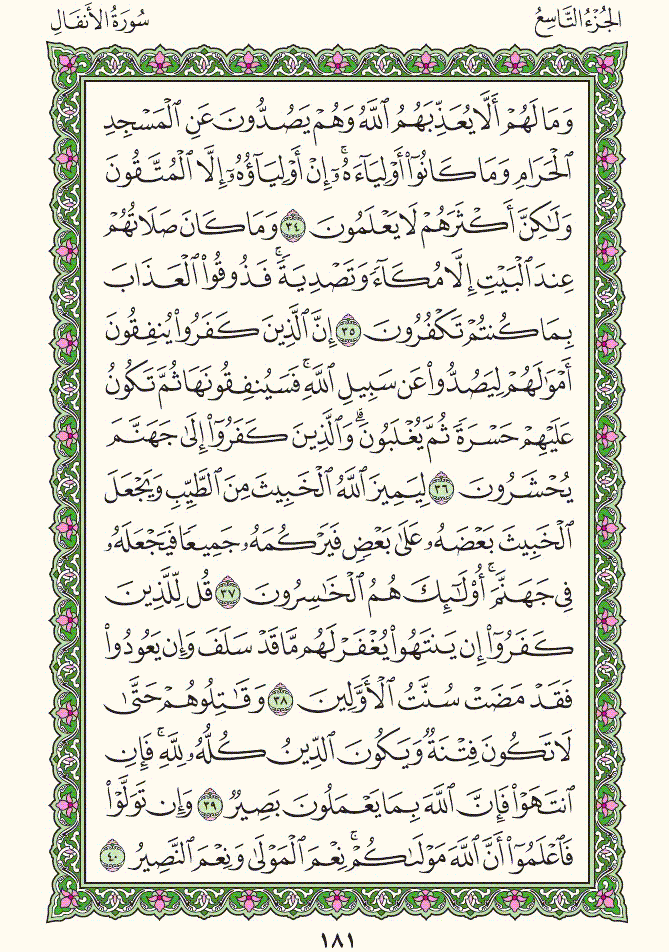 الجُزْءُ التَّاسِعُ
سُورَةُ الأَنفَالِ
وَمَا لَهُمْ أَلَّا يُعَذِّبَهُمُ ٱللَّهُ وَهُمْ يَصُدُّونَ عَنِ ٱلْمَسْجِدِ
ٱلْحَرَامِ وَمَا كَانُوٓا۟ أَوْلِيَآءَهُۥٓ ۚ إِنْ أَوْلِيَآؤُهُۥٓ إِلَّا ٱلْمُتَّقُونَ
وَلَـٰكِنَّ أَكْثَرَهُمْ لَا يَعْلَمُونَ ٣٤ وَمَا كَانَ صَلَاتُهُمْ
عِندَ ٱلْبَيْتِ إِلَّا مُكَآءً وَتَصْدِيَةً ۚ فَذُوقُوا۟ ٱلْعَذَابَ
بِمَا كُنتُمْ تَكْفُرُونَ ٣٥ إِنَّ ٱلَّذِينَ كَفَرُوا۟ يُنفِقُونَ
أَمْوَٰلَهُمْ لِيَصُدُّوا۟ عَن سَبِيلِ ٱللَّهِ ۚ فَسَيُنفِقُونَهَا ثُمَّ تَكُونُ
عَلَيْهِمْ حَسْرَةً ثُمَّ يُغْلَبُونَ ۗ وَٱلَّذِينَ كَفَرُوٓا۟ إِلَىٰ جَهَنَّمَ
يُحْشَرُونَ ٣٦ لِيَمِيزَ ٱللَّهُ ٱلْخَبِيثَ مِنَ ٱلطَّيِّبِ وَيَجْعَلَ
ٱلْخَبِيثَ بَعْضَهُۥ عَلَىٰ بَعْضٍ فَيَرْكُمَهُۥ جَمِيعًا فَيَجْعَلَهُۥ
فِى جَهَنَّمَ ۚ أُو۟لَـٰٓئِكَ هُمُ ٱلْخَـٰسِرُونَ ٣٧ قُل لِّلَّذِينَ
كَفَرُوٓا۟ إِن يَنتَهُوا۟ يُغْفَرْ لَهُم مَّا قَدْ سَلَفَ وَإِن يَعُودُوا۟
فَقَدْ مَضَتْ سُنَّتُ ٱلْأَوَّلِينَ ٣٨ وَقَـٰتِلُوهُمْ حَتَّىٰ
لَا تَكُونَ فِتْنَةٌ وَيَكُونَ ٱلدِّينُ كُلُّهُۥ لِلَّهِ ۚ فَإِنِ
ٱنتَهَوْا۟ فَإِنَّ ٱللَّهَ بِمَا يَعْمَلُونَ بَصِيرٌ ٣٩ وَإِن تَوَلَّوْا۟
فَٱعْلَمُوٓا۟ أَنَّ ٱللَّهَ مَوْلَىٰكُمْ ۚ نِعْمَ ٱلْمَوْلَىٰ وَنِعْمَ ٱلنَّصِيرُ ٤٠
١٨١